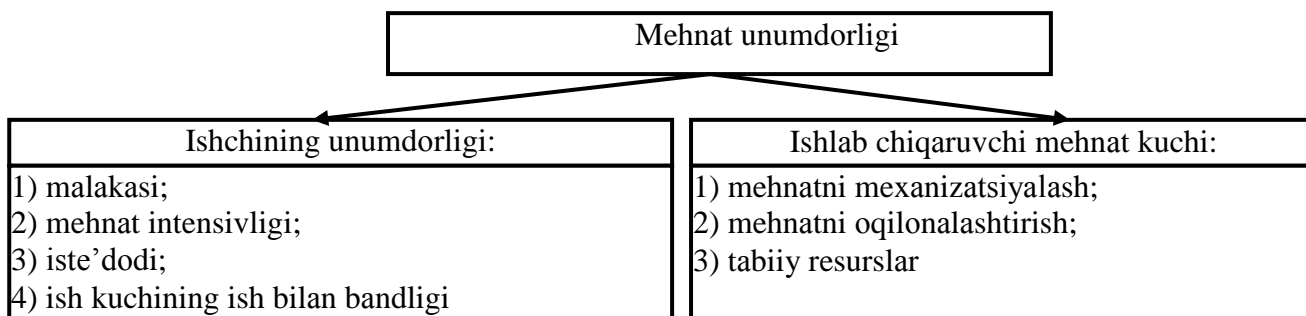 Mehnat unumdorligi
Ishchining unumdorligi:
1) malakasi;
2) mehnat intensivligi;
3) iste’dodi;
4) ish kuchining ish bilan bandligi
Ishlab chiqaruvchi mehnat kuchi:
1) mehnatni mexanizatsiyalash;
2) mehnatni oqilonalashtirish;
3) tabiiy resurslar